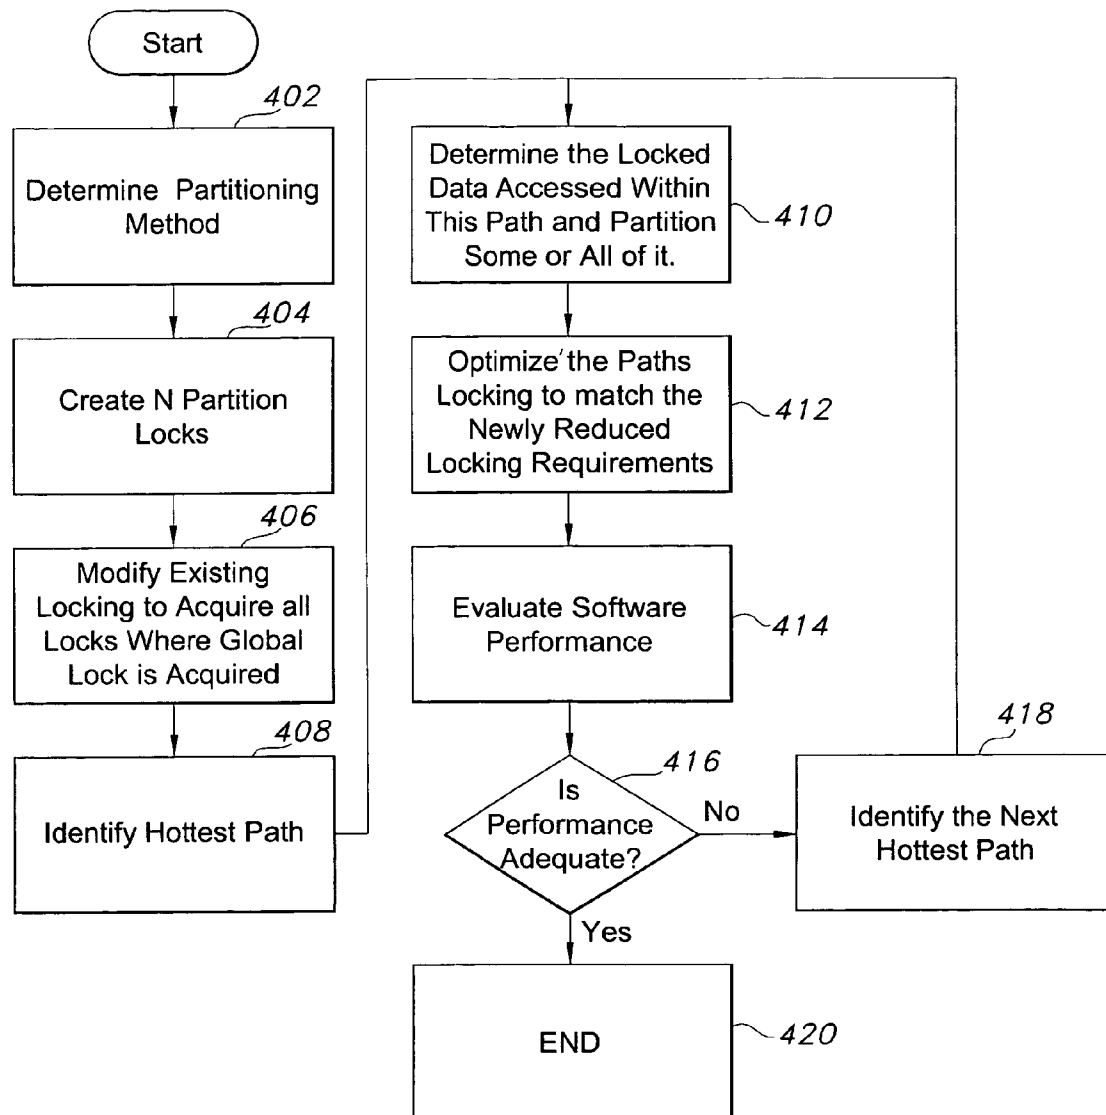 Start
402
Determine Partitioning
Method
404
Create N Partition
Locks
406
Modify Existing
Locking to Acquire all
Locks Where Global
Lock is Acquired
408
Identify Hottest Path
Determine the Locked
Data Accessed Within
This Path and Partition
Some or All of it.
410
Optimize the Paths
Locking to match the
Newly Reduced
Locking Requirements
412
Evaluate Software
Performance
414
416
Is
Performance
Adequate?
No
Yes
418
Identify the Next
Hottest Path
END
420